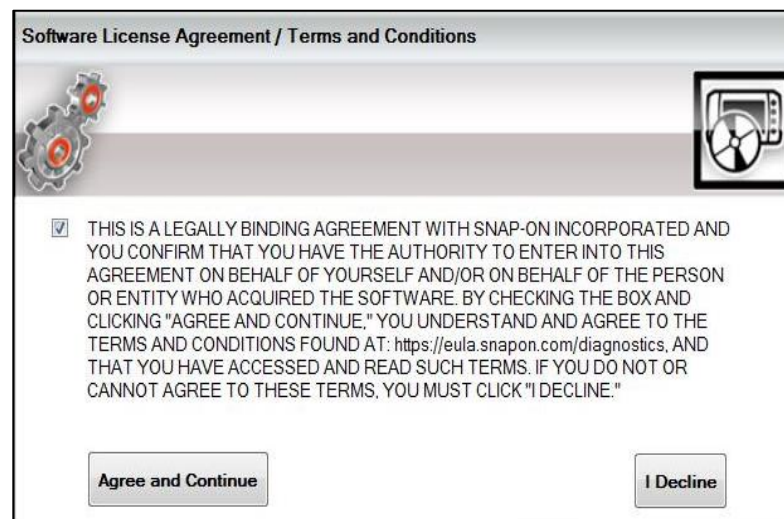 Software License Agreement / Terms and Conditions
THIS IS A LEGALLY BINDING AGREEMENT WITH SNAP-ON INCORPORATED AND
YOU CONFIRM THAT YOU HAVE THE AUTHORITY TO ENTER INTO THIS
AGREEMENT ON BEHALF OF YOURSELF AND/OR ON BEHALF OF THE PERSON
OR ENTITY WHO ACQUIRED THE SOFTWARE. BY CHECKING THE BOX AND
CLICKING "AGREE AND CONTINUE," YOU UNDERSTAND AND AGREE TO THE
TERMS AND CONDITIONS FOUND AT: https://eula.snapon.com/diagnostics, AND
THAT YOU HAVE ACCESSED AND READ SUCH TERMS. IF YOU DO NOT OR
CANNOT AGREE TO THESE TERMS, YOU MUST CLICK "I DECLINE."
Agree and Continue
I Decline